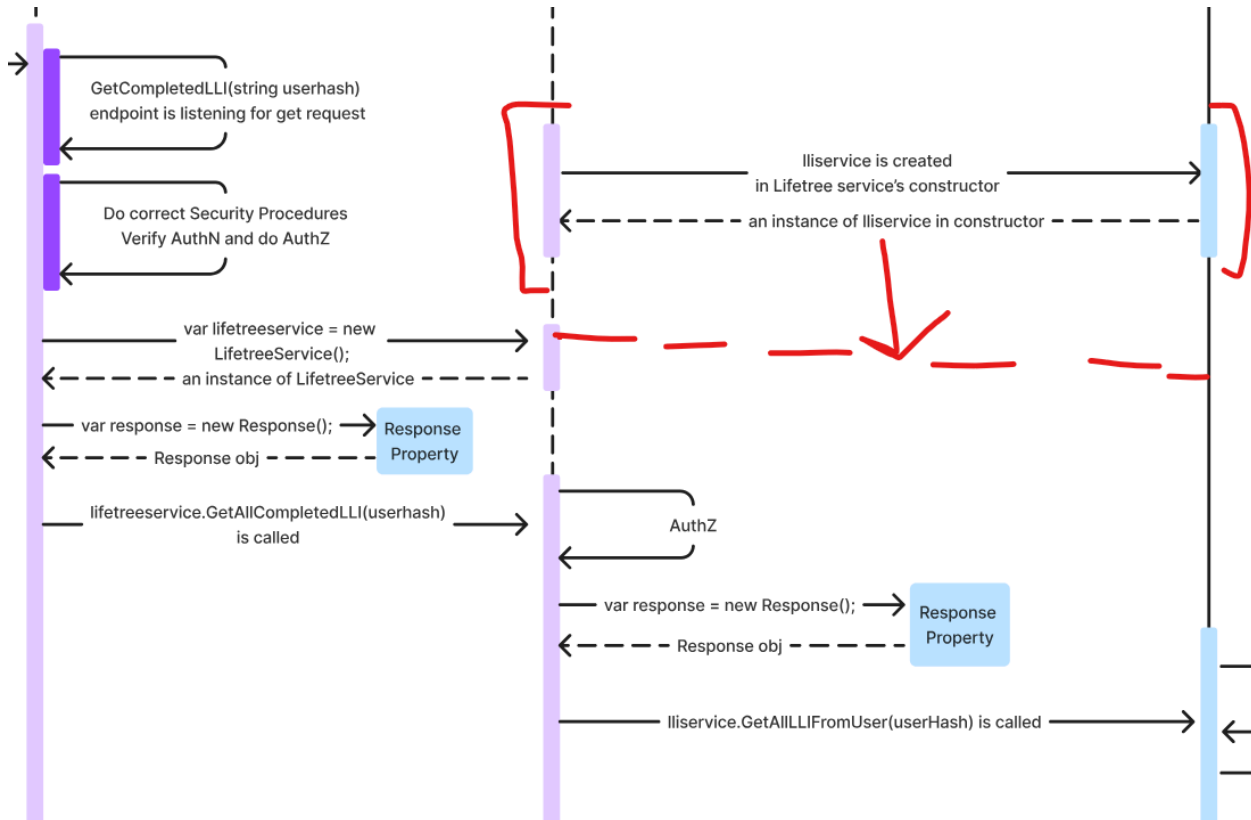 GetCompletedLLI(string userhash)
endpoint is listening for get request
lliservice is created
in Lifetree service's constructor
an instance of lliservice in constructor
Do correct Security Procedures
Verify AuthN and do AuthZ
var lifetreeservice = new
LifetreeService();
an instance of LifetreeService
var response = new Response();
Response
Property
Response obj
lifetreeservice.GetAllCompletedLLI(userhash)
is called
AuthZ
var response = new Response();
Response
Property
Response obj
lliservice.GetAllLLIFromUser(userHash) is called